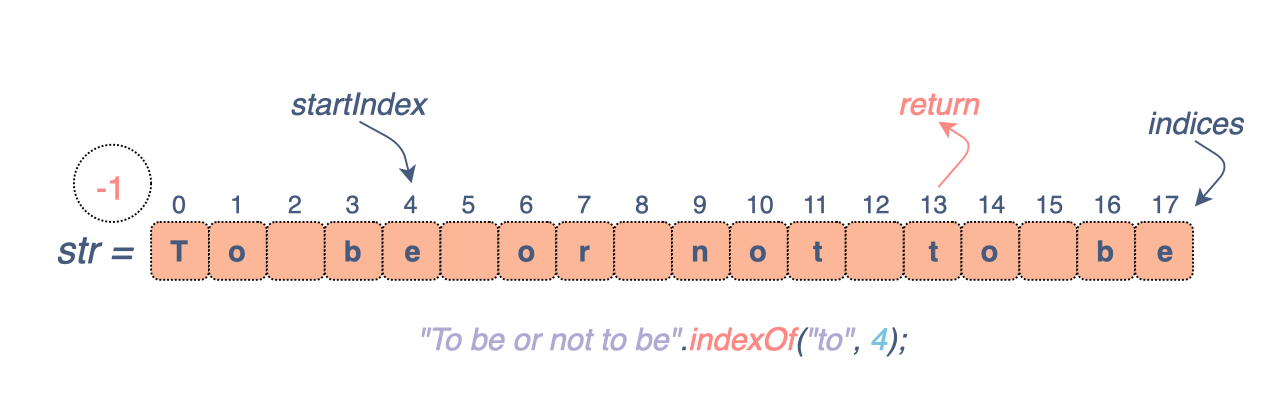 startIndex return indices
-1 0 1 2 3 4 5 6 7 8 9 10 11 12 13 14 15 16 17
str = T o b e o r n o t t o b e
"To be or not to be".indexOf("to", 4);